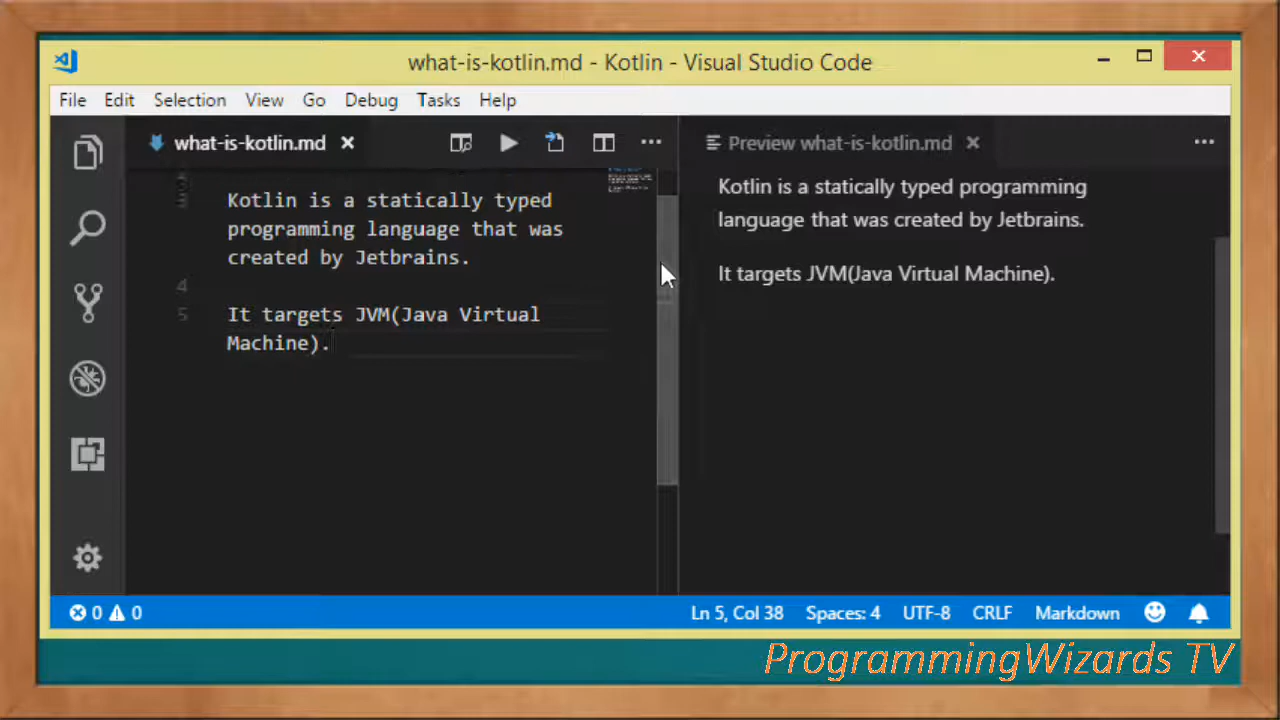 what-is-kotlin.md - Kotlin - Visual Studio Code
File Edit Selection View Go Debug Tasks Help
what-is-kotlin.md
Preview what-is-kotlin.md
3 Kotlin is a statically typed
programming language that was
created by Jetbrains.
4
5 It targets JVM(Java Virtual
Machine).
Kotlin is a statically typed programming
language that was created by Jetbrains.
It targets JVM(Java Virtual Machine).
0 0 Ln 5, Col 38 Spaces: 4 UTF-8 CRLF Markdown
ProgrammingWizards TV